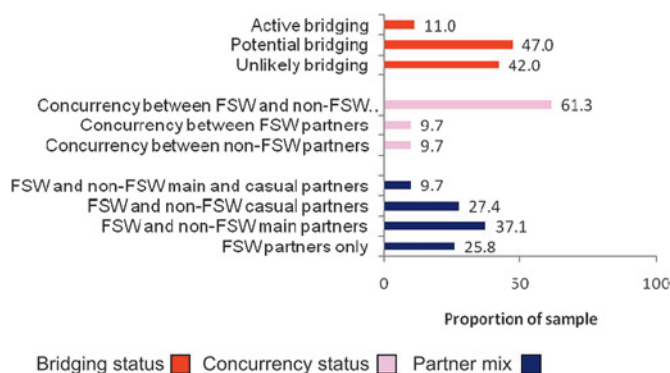 Active bridging 11.0
Potential bridging 47.0
Unlikely bridging 42.0
Concurrency between FSW and non-FSW.. 61.3
Concurrency between FSW partners 9.7
Concurrency between non-FSW partners 9.7
FSW and non-FSW main and casual partners 9.7
FSW and non-FSW casual partners 27.4
FSW and non-FSW main partners 37.1
FSW partners only 25.8
0 50 100
Proportion of sample
Bridging status Concurrency status Partner mix